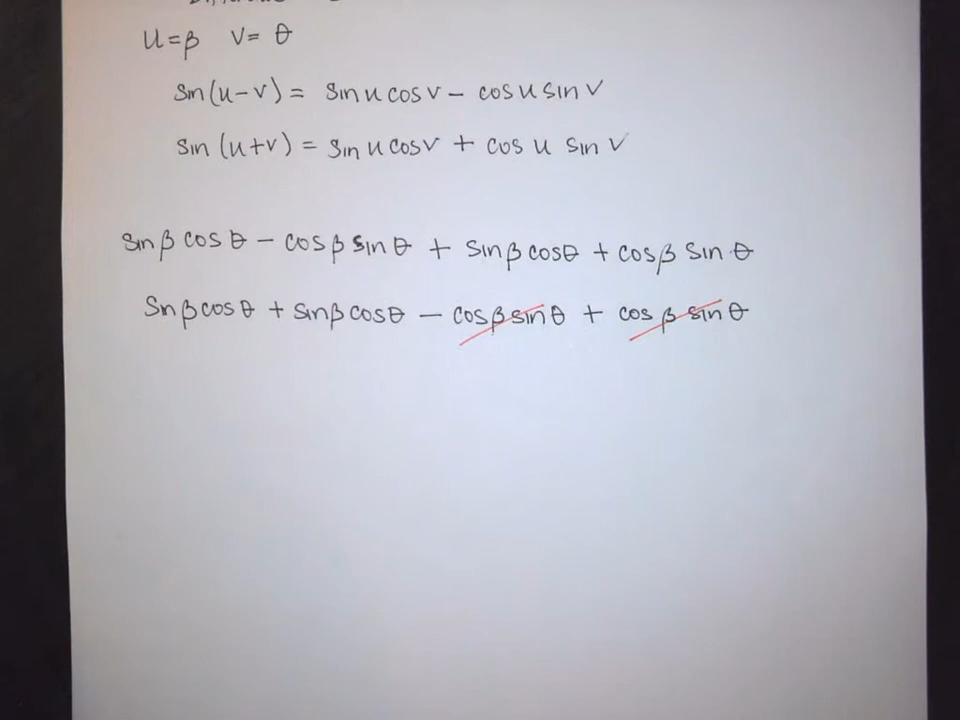 u=β v= θ
sin(u-v) = sin u cos v - cos u sin v
sin (u+v) = sin u cos v + cos u sin v
sin β cos θ - cos β sin θ + sin β cos θ + cos β sin θ
Sn β cos θ + sin β cos θ - cos β sin θ + cos β sin θ